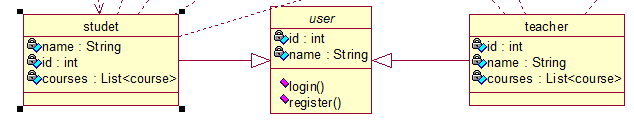 studet
name : String
id : int
courses : List<course>
user
id : int
name : String
login()
register()
teacher
id : int
name : String
courses : List<course>